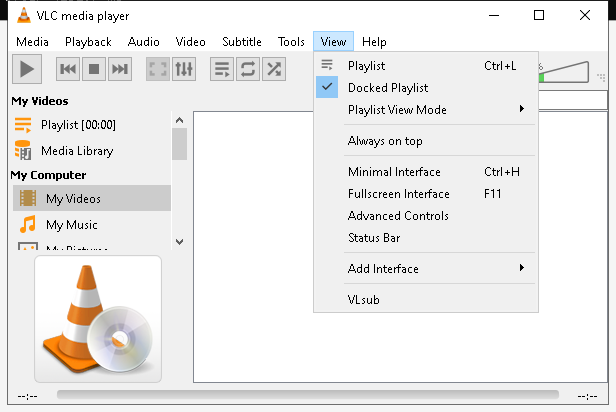 VLC media player
Media Playback Audio Video Subtitle Tools View Help
%
My Videos
Playlist [00:00]
Media Library
My Computer
My Videos
My Music
My Pictures
Playlist Ctrl+L
Docked Playlist
Playlist View Mode
Always on top
Minimal Interface Ctrl+H
Fullscreen Interface F11
Advanced Controls
Status Bar
Add Interface
VLsub
--:-- --:--